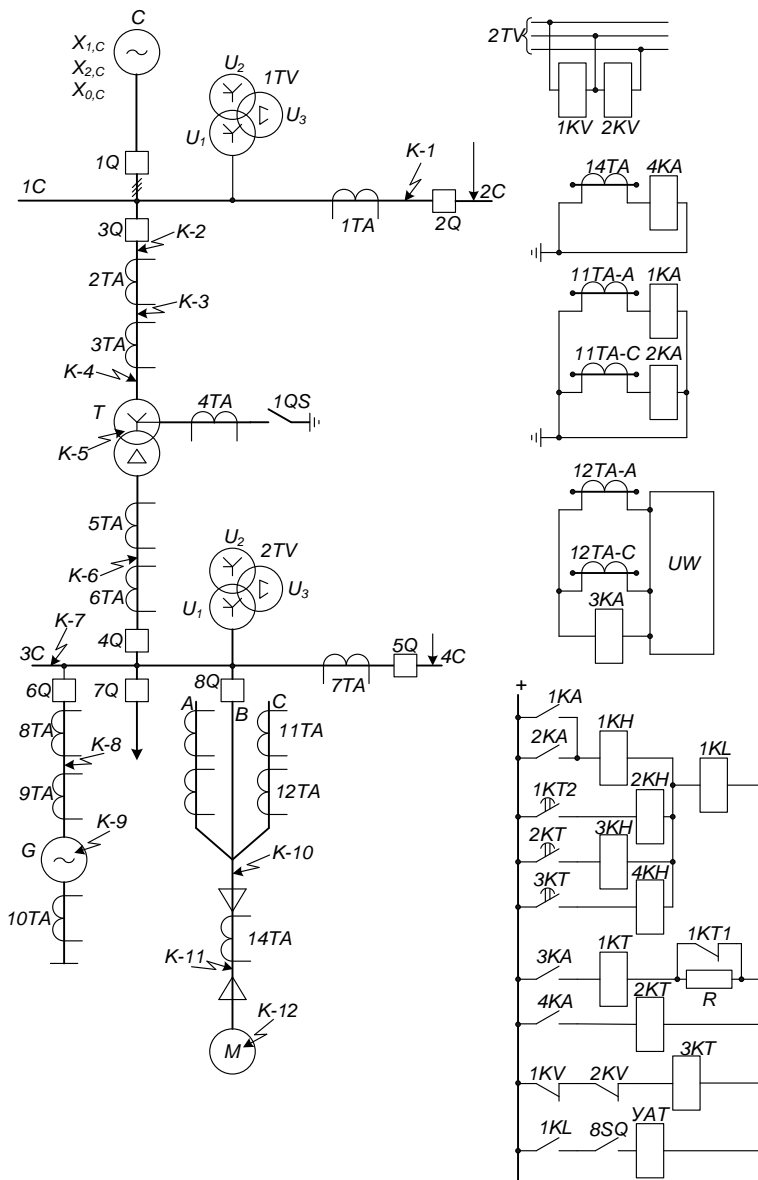 C
X1,C
X2,C
X0,C
U2
1TV
U3
U1
1Q
K-1
1C
2C
1TA
2Q
3Q
K-2
2TA
K-3
3TA
K-4
T
4TA
1QS
K-5
5TA
U2
2TV
K-6
6TA
U1
U3
K-7
4Q
5Q
3C
4C
6Q
7Q
8Q
7TA
A
B
C
8TA
11TA
K-8
9TA
12TA
G
K-9
K-10
10TA
14TA
K-11
K-12
M
2TV
1KV
2KV
14TA
4KA
11TA-A
1KA
11TA-C
2KA
12TA-A
12TA-C
UW
3KA
+
1KA
1KH
1KL
2KA
1KT2
2KH
2KT
3KH
3KT
4KH
3KA
1KT
1KT1
R
4KA
2KT
1KV
2KV
3KT
1KL
8SQ
УАТ